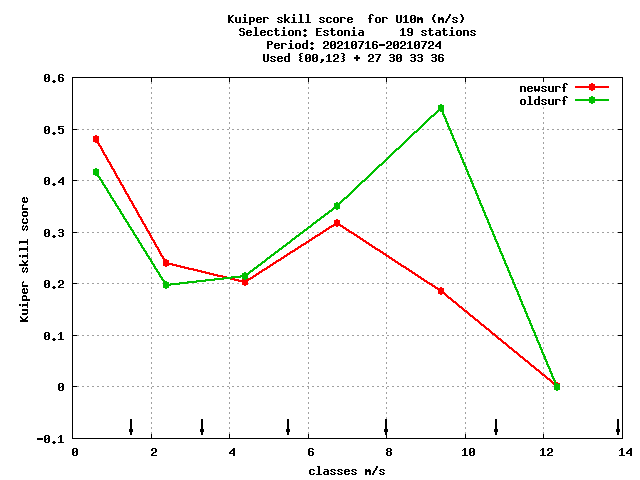 Kuiper skill score  for U10m (m/s)
Selection: Estonia     19 stations
Period: 20210716-20210724
Used {00,12} + 27 30 33 36
newsurf
oldsurf
0.6
0.5
0.4
0.3
0.2
0.1
0
-0.1
Kuiper skill score
0 2 4 6 8 10 12 14
classes m/s